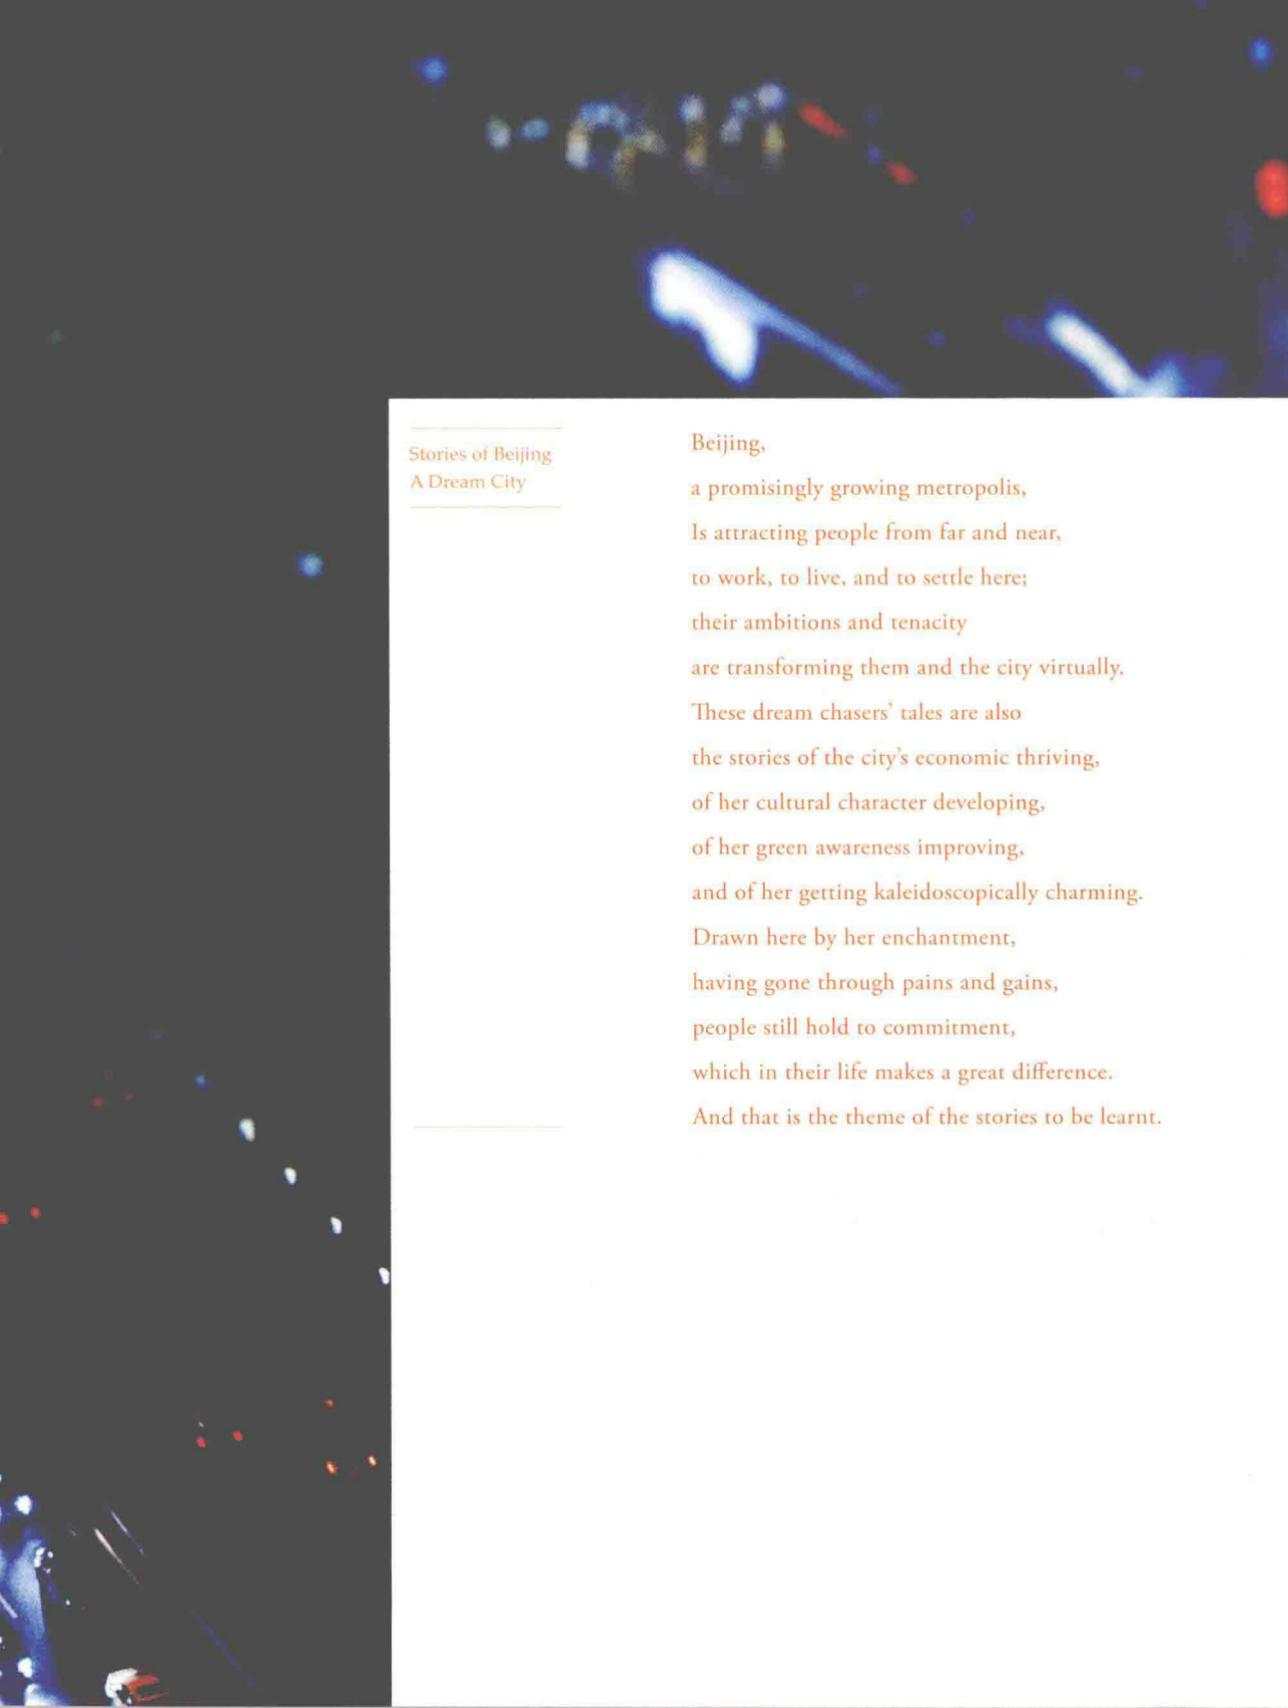 Stories of Beijing
A Dream City
Beijing,
a promisingly growing metropolis,
Is attracting people from far and near,
to work, to live, and to settle here;
their ambitions and tenacity
are transforming them and the city virtually.
These dream chasers' tales are also
the stories of the city's economic thriving,
of her cultural character developing,
of her green awareness improving,
and of her getting kaleidoscopically charming.
Drawn here by her enchantment,
having gone through pains and gains,
people still hold to commitment,
which in their life makes a great difference.
And that is the theme of the stories to be learnt.